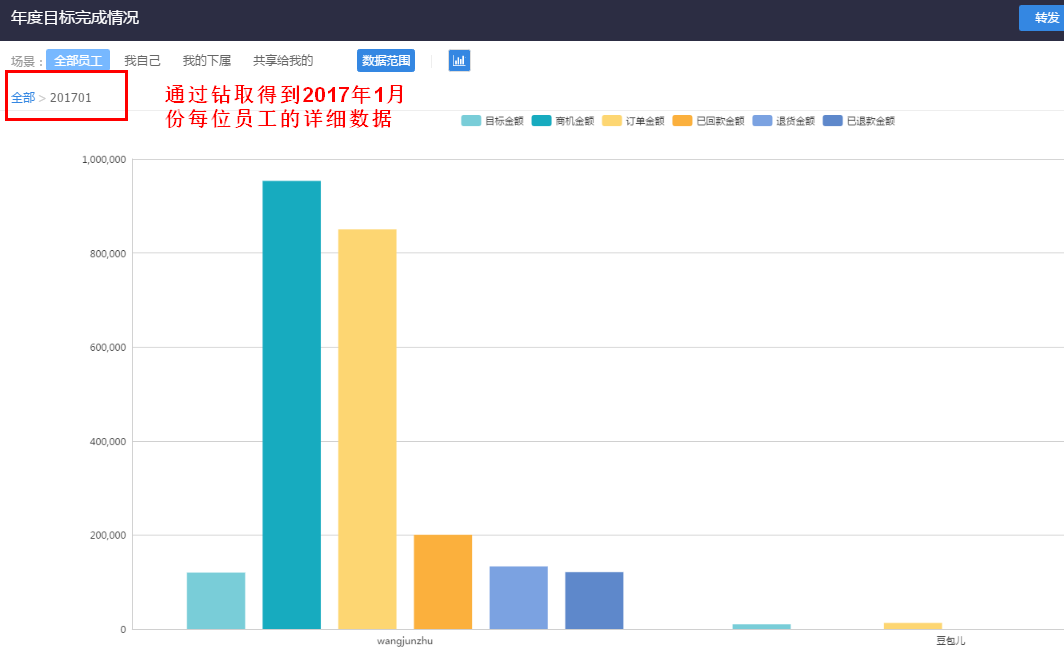 年度目标完成情况
转发
场景： 全部员工 我自己 我的下属 共享给我的 数据范围
全部 > 201701
通过钻取得到2017年1月
份每位员工的详细数据
目标金额 商机金额 订单金额 已回款金额 退货金额 已退款金额
1,000,000
800,000
600,000
400,000
200,000
0
wangjunzhu 豆包儿